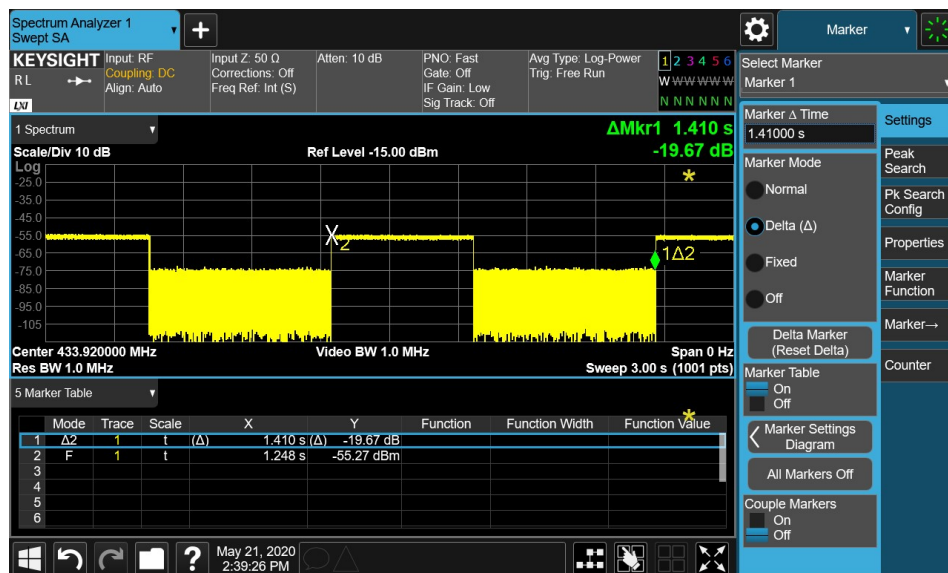 Spectrum Analyzer 1
Swept SA
+
Marker
KEYSIGHT
R L
LXI
Input: RF
Coupling: DC
Align: Auto
Input Z: 50 Ω
Corrections: Off
Freq Ref: Int (S)
Atten: 10 dB
PNO: Fast
Gate: Off
IF Gain: Low
Sig Track: Off
Avg Type: Log-Power
Trig: Free Run
1 2 3 4 5 6
W W W W W W
N N N N N N
Select Marker
Marker 1
1 Spectrum
Scale/Div 10 dB
Ref Level -15.00 dBm
ΔMkr1 1.410 s
-19.67 dB
Log
-25.0
-35.0
-45.0
-55.0
-65.0
-75.0
-85.0
-95.0
-105
X2
1Δ2
*
Center 433.920000 MHz
Res BW 1.0 MHz
Video BW 1.0 MHz
Span 0 Hz
Sweep 3.00 s (1001 pts)
5 Marker Table
*
Mode Trace Scale X Y Function Function Width Function Value
1 Δ2 1 t (Δ) 1.410 s (Δ) -19.67 dB
2 F 1 t 1.248 s -55.27 dBm
3
4
5
6
Marker Δ Time
1.41000 s
Marker Mode
Normal
Delta (Δ)
Fixed
Off
Delta Marker
(Reset Delta)
Marker Table
On
Off
Marker Settings
Diagram
All Markers Off
Couple Markers
On
Off
Settings
Peak
Search
Pk Search
Config
Properties
Marker
Function
Marker→
Counter
?
May 21, 2020
2:39:26 PM